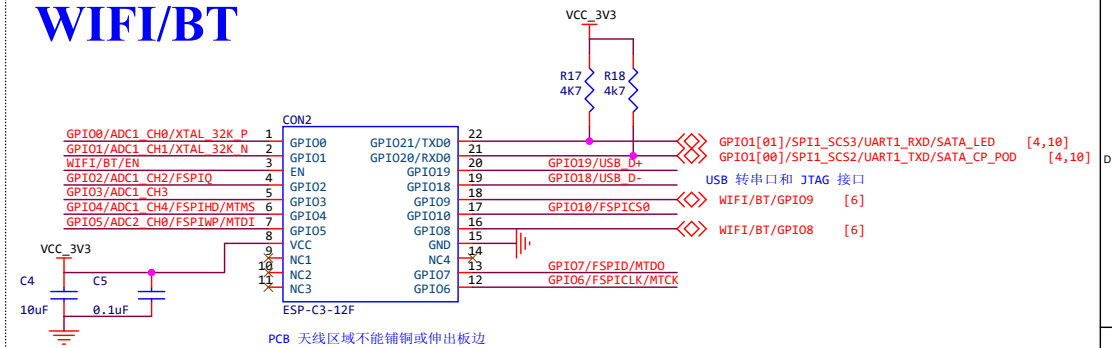 WIFI/BT
VCC_3V3
R17
4K7
R18
4k7
CON2
GPIO0/ADC1_CH0/XTAL_32K_P
1
GPIO0
GPIO1/ADC1_CH1/XTAL_32K_N
2
GPIO1
WIFI/BT/EN
3
EN
GPIO2/ADC1_CH2/FSPIQ
4
GPIO2
GPIO3/ADC1_CH3
5
GPIO3
GPIO4/ADC1_CH4/FSPIHD/MTMS
6
GPIO4
GPIO5/ADC2_CH0/FSPIWP/MTDI
7
GPIO5
8
VCC
9
NC1
10
NC2
11
NC3
GPIO21/TXD0
22
GPIO1[01]/SPI1_SCS3/UART1_RXD/SATA_LED [4,10]
GPIO20/RXD0
21
GPIO1[00]/SPI1_SCS2/UART1_TXD/SATA_CP_POD [4,10]
GPIO19
20
GPIO19/USB_D+
GPIO18
19
GPIO18/USB_D-
USB 转串口和 JTAG 接口
GPIO9
18
WIFI/BT/GPIO9 [6]
GPIO10
17
GPIO10/FSPICS0
GPIO8
16
WIFI/BT/GPIO8 [6]
GND
15
NC4
14
GPIO7
13
GPIO7/FSPID/MTDO
GPIO6
12
GPIO6/FSPICLK/MTCK
ESP-C3-12F
VCC_3V3
C4
10uF
C5
0.1uF
PCB 天线区域不能铺铜或伸出板边
D